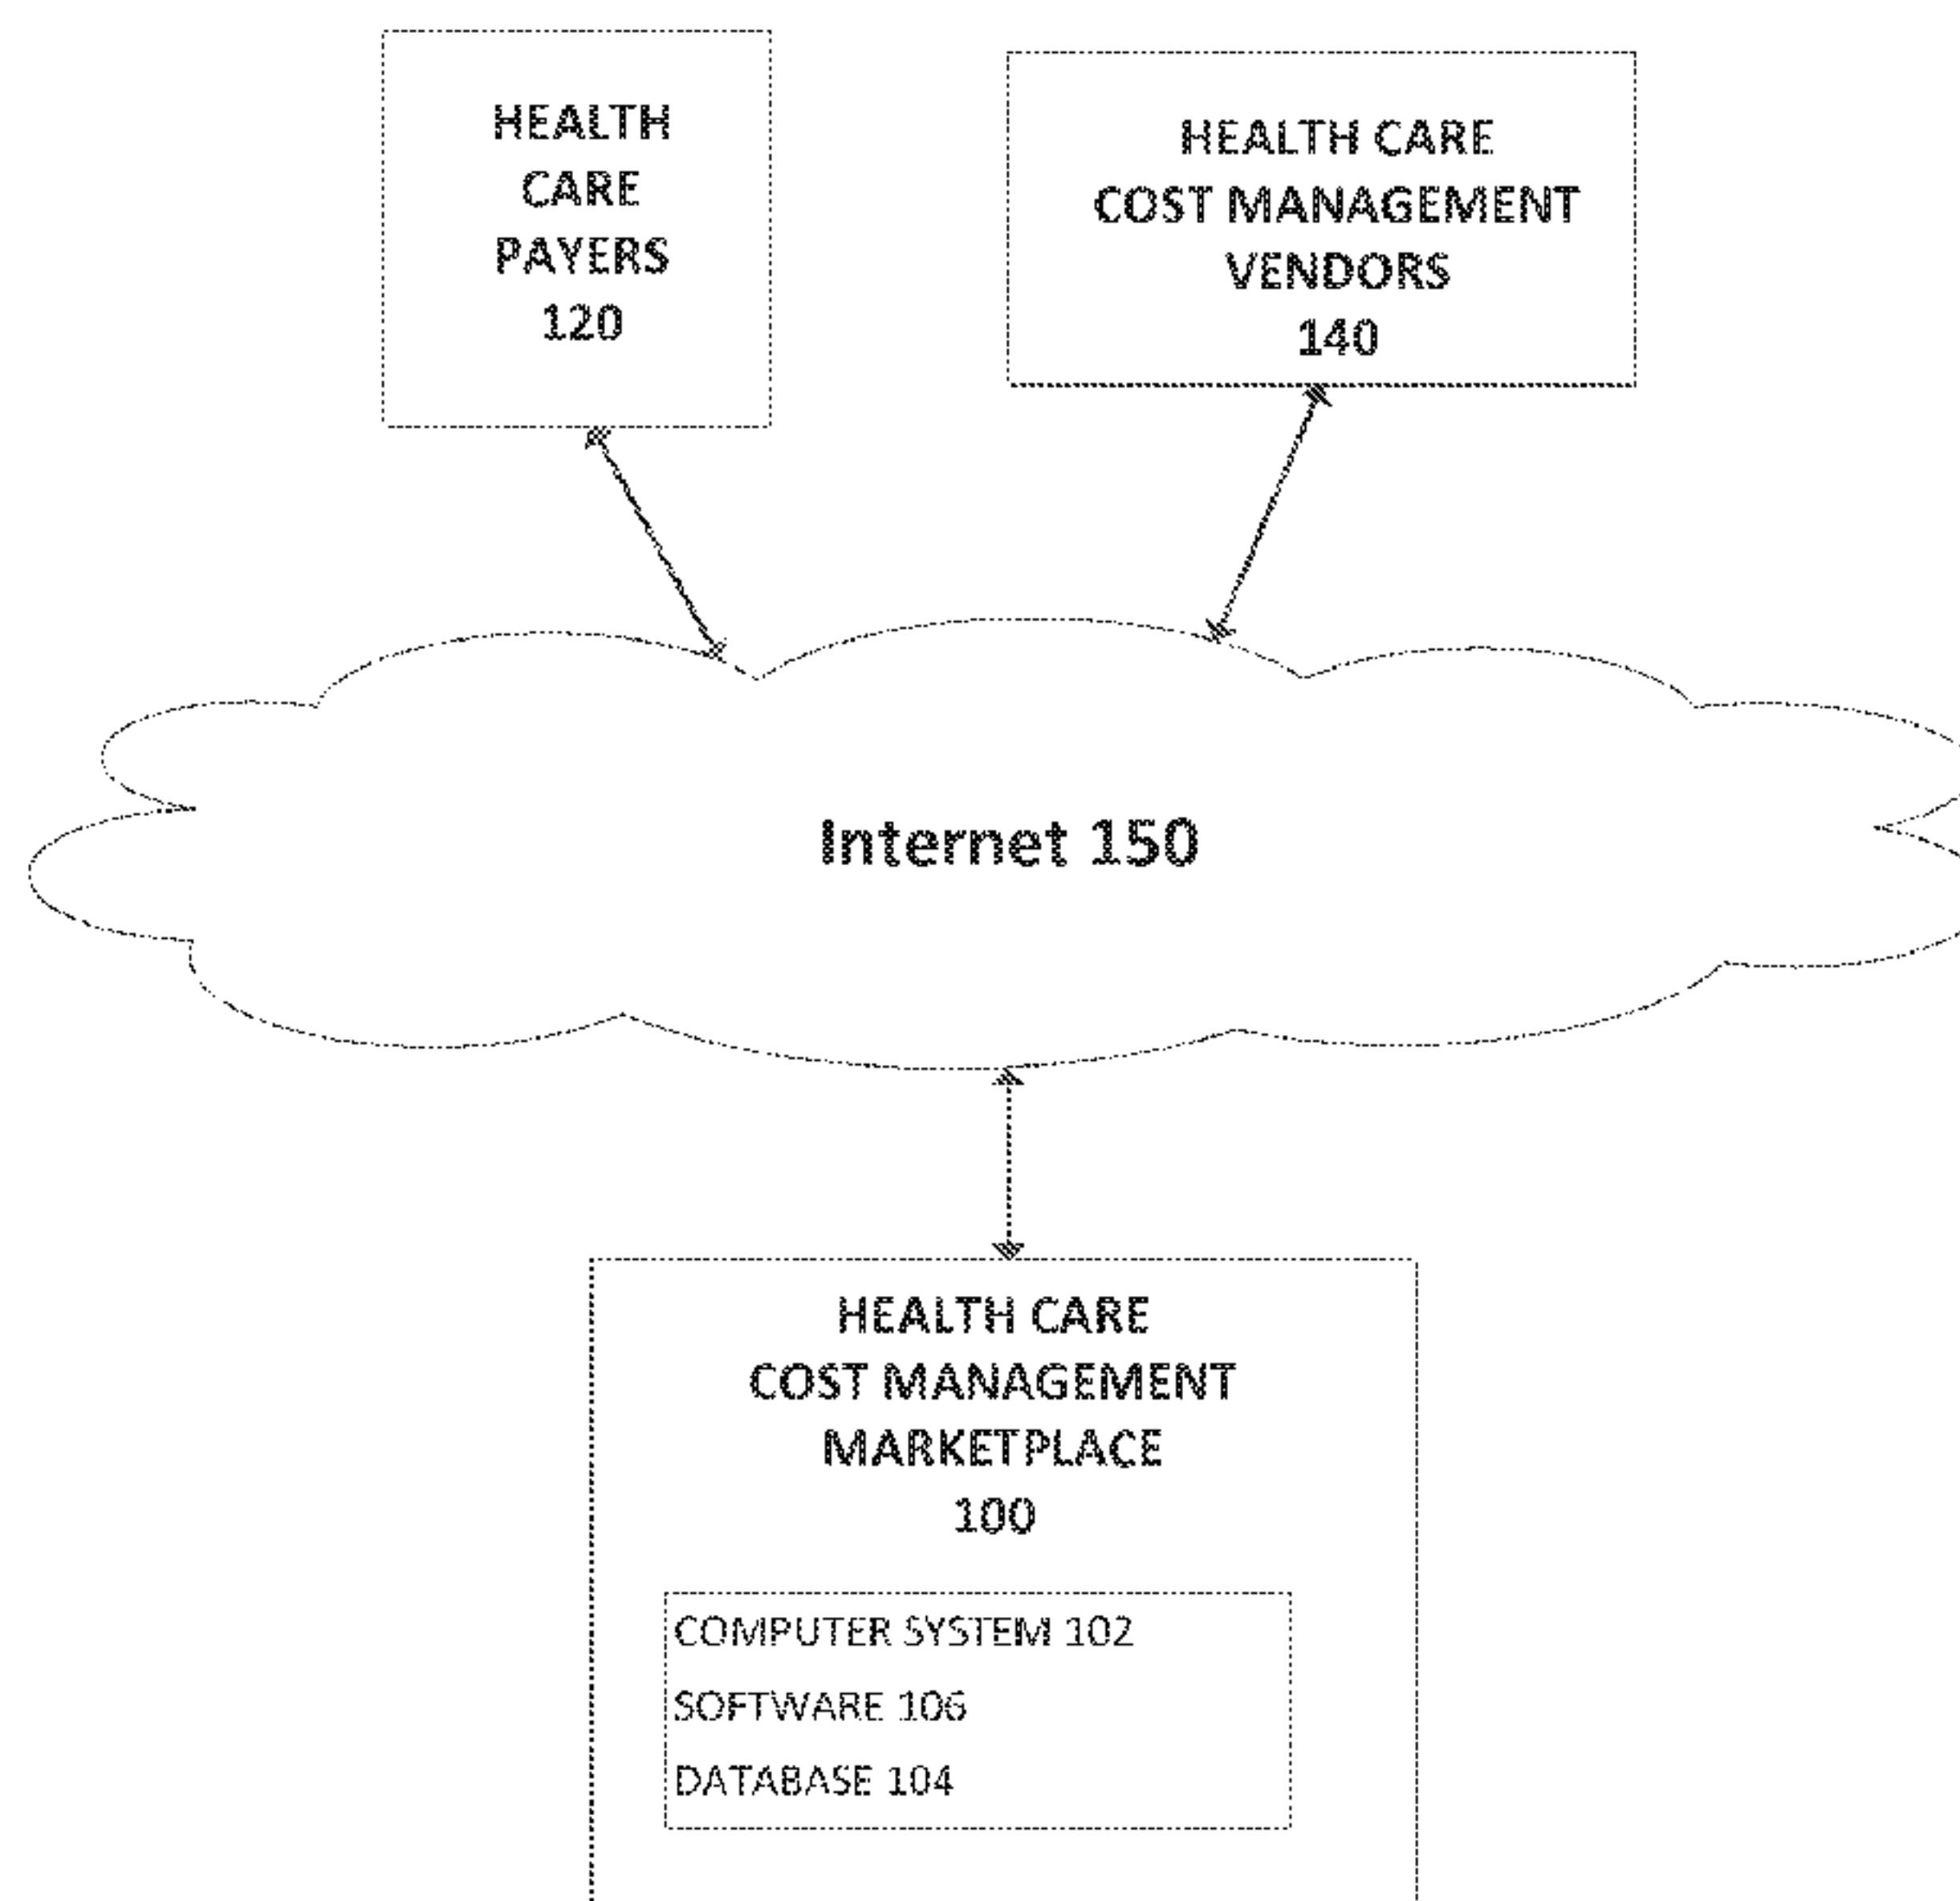 HEALTH
CARE
PAYERS
120
HEALTH CARE
COST MANAGEMENT
VENDORS
140
Internet 150
HEALTH CARE
COST MANAGEMENT
MARKETPLACE
100
COMPUTER SYSTEM 102
SOFTWARE 106
DATABASE 104